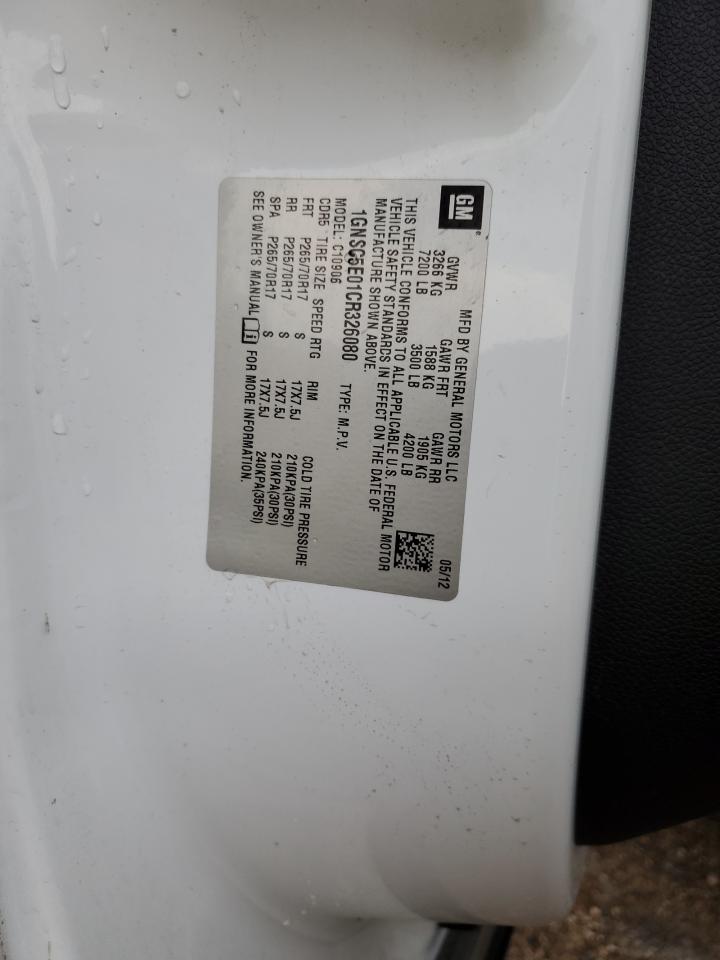 GM
MFD BY GENERAL MOTORS LLC 05/12
GVWR GAWR FRT GAWR RR
3266 KG 1588 KG 1905 KG
7200 LB 3500 LB 4200 LB
THIS VEHICLE CONFORMS TO ALL APPLICABLE U.S. FEDERAL MOTOR
VEHICLE SAFETY STANDARDS IN EFFECT ON THE DATE OF
MANUFACTURE SHOWN ABOVE.
1GNSC5E01CR326080 TYPE: M.P.V.
MODEL: C10906
CDR5 TIRE SIZE SPEED RTG RIM COLD TIRE PRESSURE
FRT P265/70R17 S 17X7.5J 210KPA(30PSI)
RR P265/70R17 S 17X7.5J 210KPA(30PSI)
SPA P265/70R17 S 17X7.5J 240KPA(35PSI)
SEE OWNER'S MANUAL i FOR MORE INFORMATION.